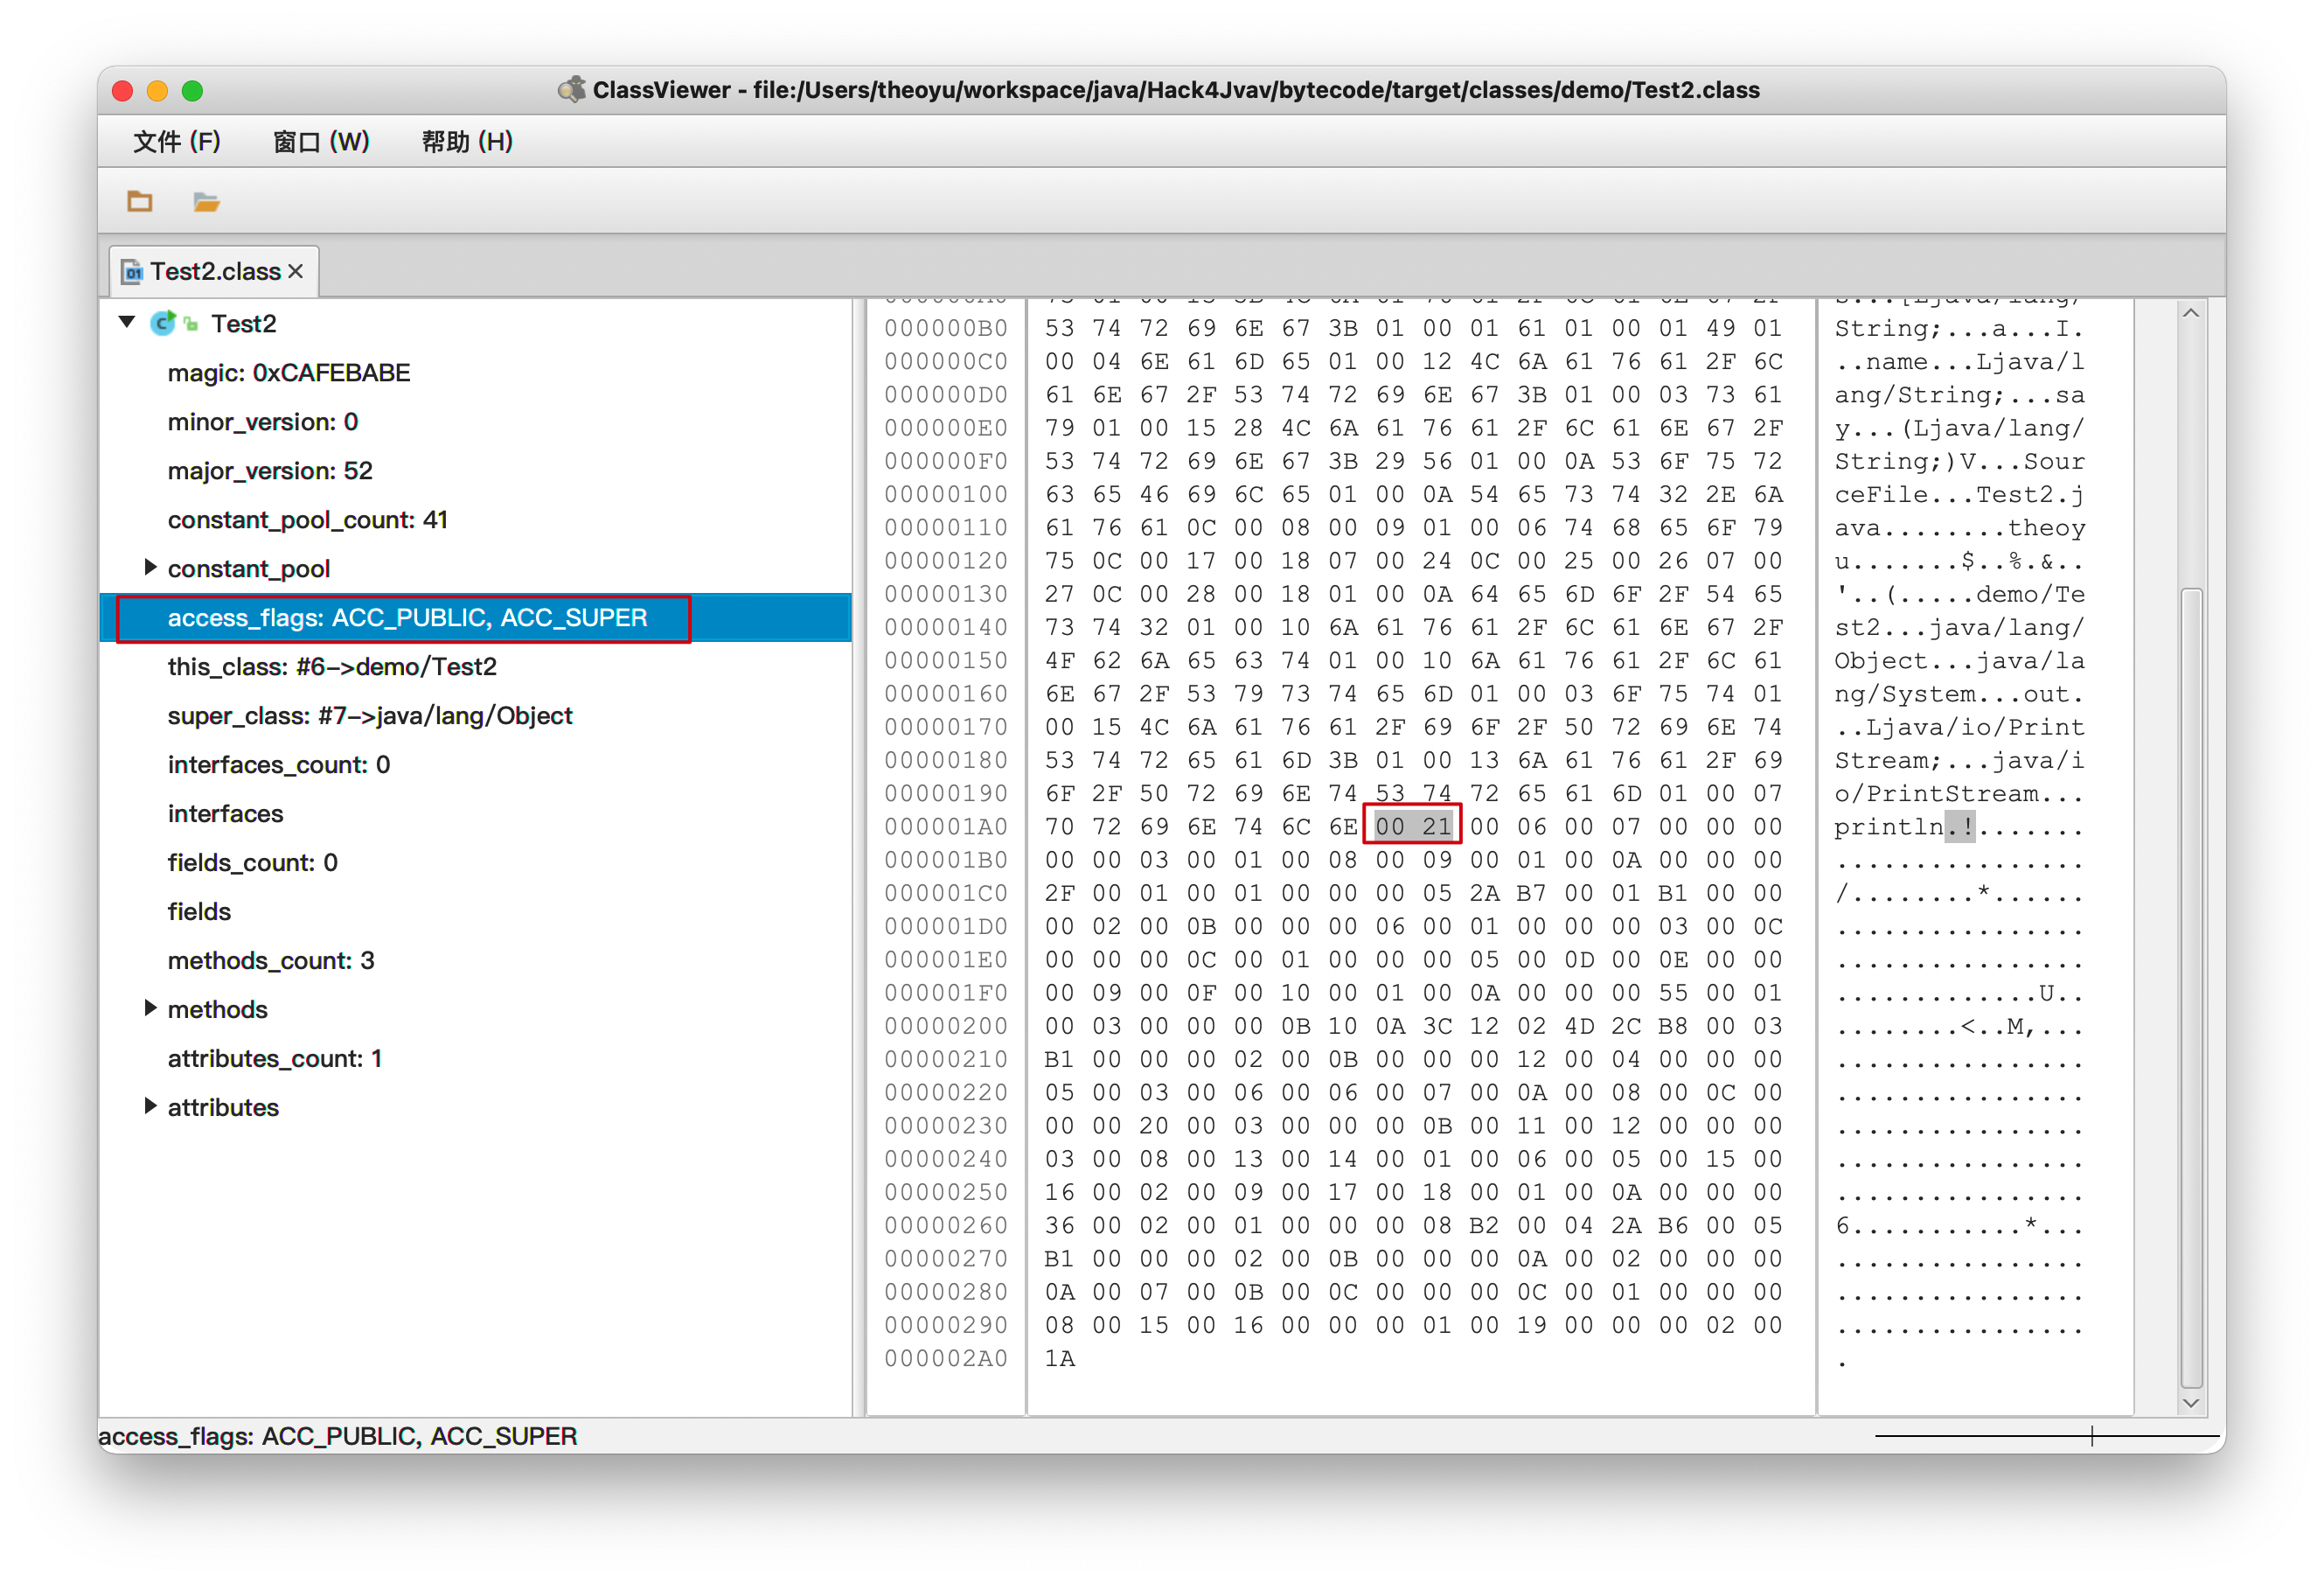 ClassViewer - file:/Users/theoyu/workspace/java/Hack4Jvav/bytecode/target/classes/demo/Test2.class
文件 (F) 窗口 (W) 帮助 (H)
Test2.class
Test2
magic: 0xCAFEBABE
minor_version: 0
major_version: 52
constant_pool_count: 41
constant_pool
access_flags: ACC_PUBLIC, ACC_SUPER
this_class: #6->demo/Test2
super_class: #7->java/lang/Object
interfaces_count: 0
interfaces
fields_count: 0
fields
methods_count: 3
methods
attributes_count: 1
attributes
000000B0 53 74 72 69 6E 67 3B 01 00 01 61 01 00 01 49 01 String;...a...I.
000000C0 00 04 6E 61 6D 65 01 00 12 4C 6A 61 76 61 2F 6C ..name...Ljava/l
000000D0 61 6E 67 2F 53 74 72 69 6E 67 3B 01 00 03 73 61 ang/String;...sa
000000E0 79 01 00 15 28 4C 6A 61 76 61 2F 6C 61 6E 67 2F y...(Ljava/lang/
000000F0 53 74 72 69 6E 67 3B 29 56 01 00 0A 53 6F 75 72 String;)V...Sour
00000100 63 65 46 69 6C 65 01 00 0A 54 65 73 74 32 2E 6A ceFile...Test2.j
00000110 61 76 61 0C 00 08 00 09 01 00 06 74 68 65 6F 79 ava........theoy
00000120 75 0C 00 17 00 18 07 00 24 0C 00 25 00 26 07 00 u.......$..%.&..
00000130 27 0C 00 28 00 18 01 00 0A 64 65 6D 6F 2F 54 65 '..(.....demo/Te
00000140 73 74 32 01 00 10 6A 61 76 61 2F 6C 61 6E 67 2F st2...java/lang/
00000150 4F 62 6A 65 63 74 01 00 10 6A 61 76 61 2F 6C 61 Object...java/la
00000160 6E 67 2F 53 79 73 74 65 6D 01 00 03 6F 75 74 01 ng/System...out.
00000170 00 15 4C 6A 61 76 61 2F 69 6F 2F 50 72 69 6E 74 ..Ljava/io/Print
00000180 53 74 72 65 61 6D 3B 01 00 13 6A 61 76 61 2F 69 Stream;...java/i
00000190 6F 2F 50 72 69 6E 74 53 74 72 65 61 6D 01 00 07 o/PrintStream...
000001A0 70 72 69 6E 74 6C 6E 00 21 00 06 00 07 00 00 00 println.!.......
000001B0 00 00 03 00 01 00 08 00 09 00 01 00 0A 00 00 00 ................
000001C0 2F 00 01 00 01 00 00 00 05 2A B7 00 01 B1 00 00 /........*......
000001D0 00 02 00 0B 00 00 00 06 00 01 00 00 00 03 00 0C ................
000001E0 00 00 00 0C 00 01 00 00 00 05 00 0D 00 0E 00 00 ................
000001F0 00 09 00 0F 00 10 00 01 00 0A 00 00 00 55 00 01 .............U..
00000200 00 03 00 00 00 0B 10 0A 3C 12 02 4D 2C B8 00 03 ........<..M,...
00000210 B1 00 00 00 02 00 0B 00 00 00 12 00 04 00 00 00 ................
00000220 05 00 03 00 06 00 06 00 07 00 0A 00 08 00 0C 00 ................
00000230 00 00 20 00 03 00 00 00 0B 00 11 00 12 00 00 00 ................
00000240 03 00 08 00 13 00 14 00 01 00 06 00 05 00 15 00 ................
00000250 16 00 02 00 09 00 17 00 18 00 01 00 0A 00 00 00 ................
00000260 36 00 02 00 01 00 00 00 08 B2 00 04 2A B6 00 05 6...........*...
00000270 B1 00 00 00 02 00 0B 00 00 00 0A 00 02 00 00 00 ................
00000280 0A 00 07 00 0B 00 0C 00 00 00 0C 00 01 00 00 00 ................
00000290 08 00 15 00 16 00 00 00 01 00 19 00 00 00 02 00 ................
000002A0 1A .
access_flags: ACC_PUBLIC, ACC_SUPER